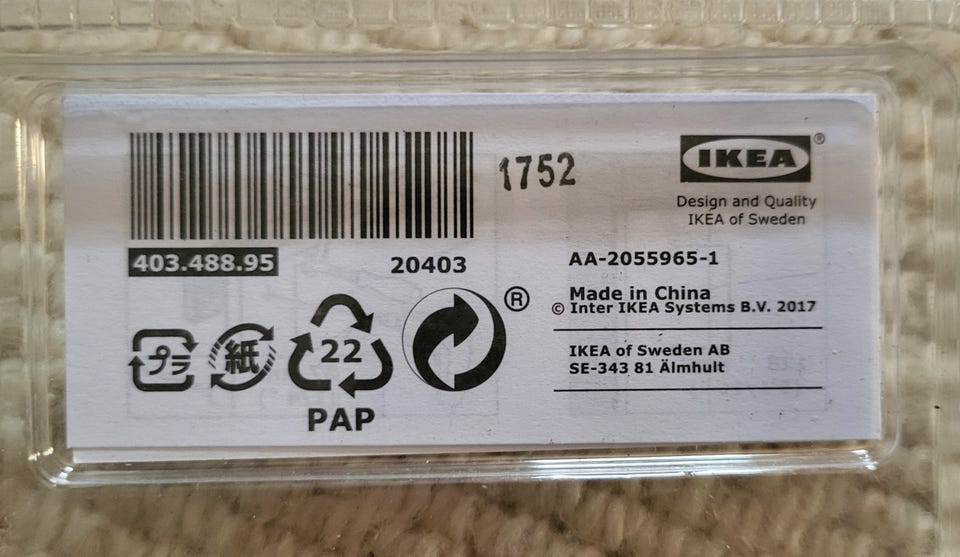 1752
IKEA®
Design and Quality
IKEA of Sweden
403.488.95
20403
AA-2055965-1
Made in China
© Inter IKEA Systems B.V. 2017
プラ
紙
22
PAP
®
IKEA of Sweden AB
SE-343 81 Älmhult